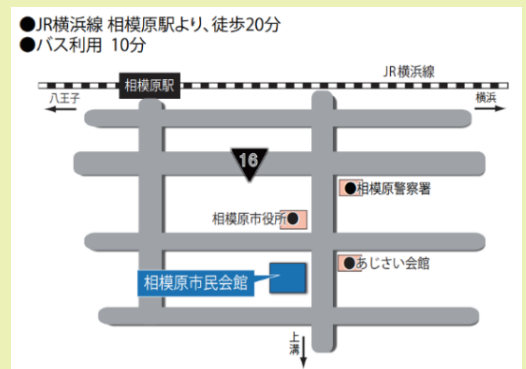 ●JR横浜線 相模原駅より、徒歩20分
●バス利用 10分
JR横浜線
相模原駅
八王子
横浜
16
相模原警察署
相模原市役所
あじさい会館
相模原市民会館
上溝